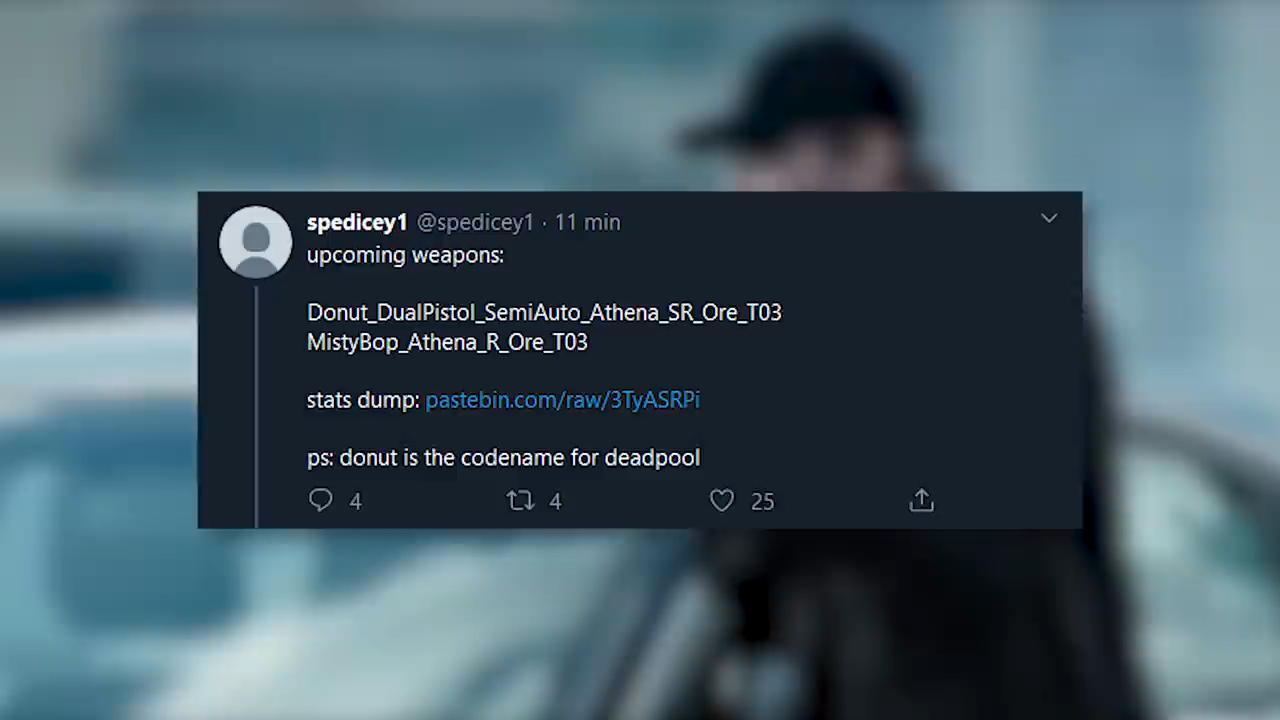 spedicey1 @spedicey1 · 11 min
upcoming weapons:
Donut_DualPistol_SemiAuto_Athena_SR_Ore_T03
MistyBop_Athena_R_Ore_T03
stats dump: pastebin.com/raw/3TyASRPi
ps: donut is the codename for deadpool
4 4 25